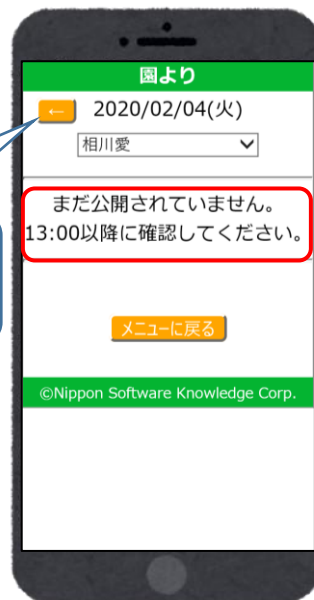 園より
← 2020/02/04(火)
相川愛
まだ公開されていません。
13:00以降に確認してください。
メニューに戻る
©Nippon Software Knowledge Corp.